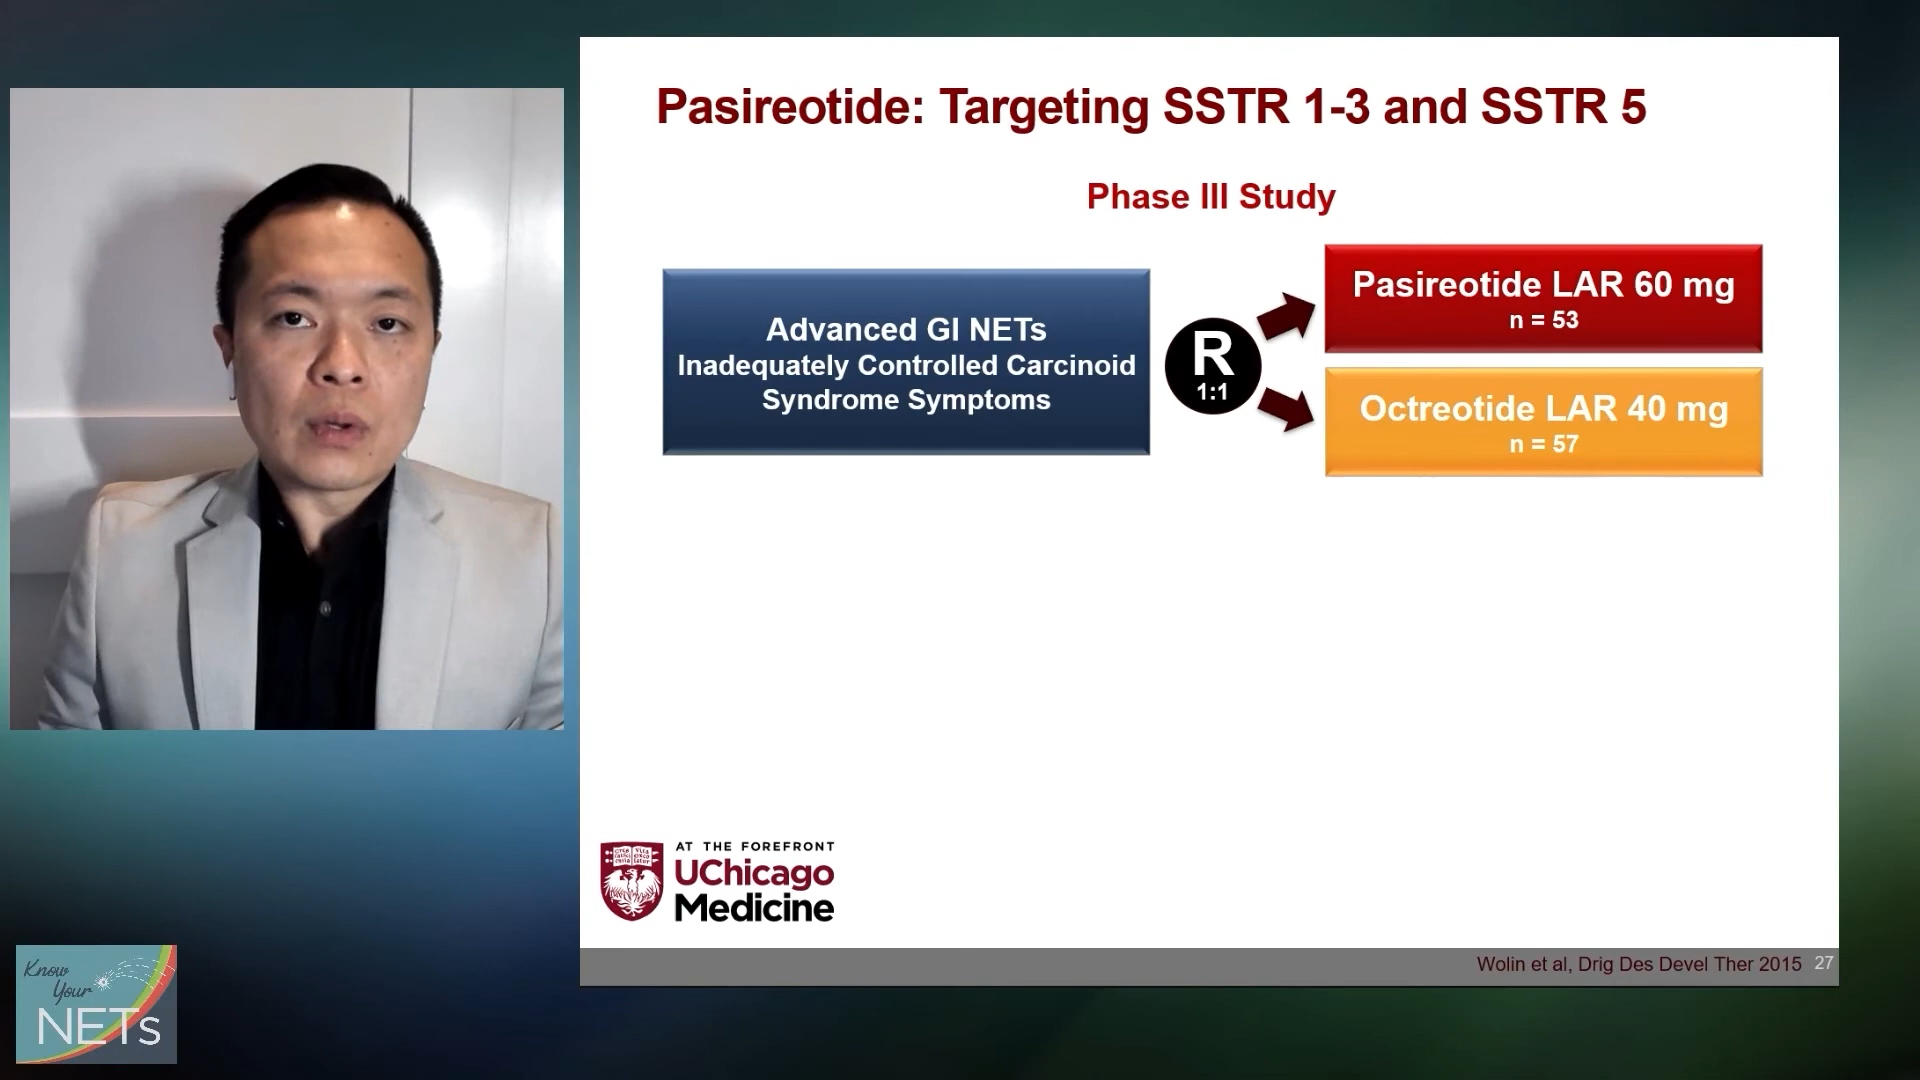 Pasireotide: Targeting SSTR 1-3 and SSTR 5
Phase III Study
Advanced GI NETs
Inadequately Controlled Carcinoid
Syndrome Symptoms
R
1:1
Pasireotide LAR 60 mg
n = 53
Octreotide LAR 40 mg
n = 57
AT THE FOREFRONT
UChicago
Medicine
Wolin et al, Drig Des Devel Ther 2015 27
Know
Your
NETs